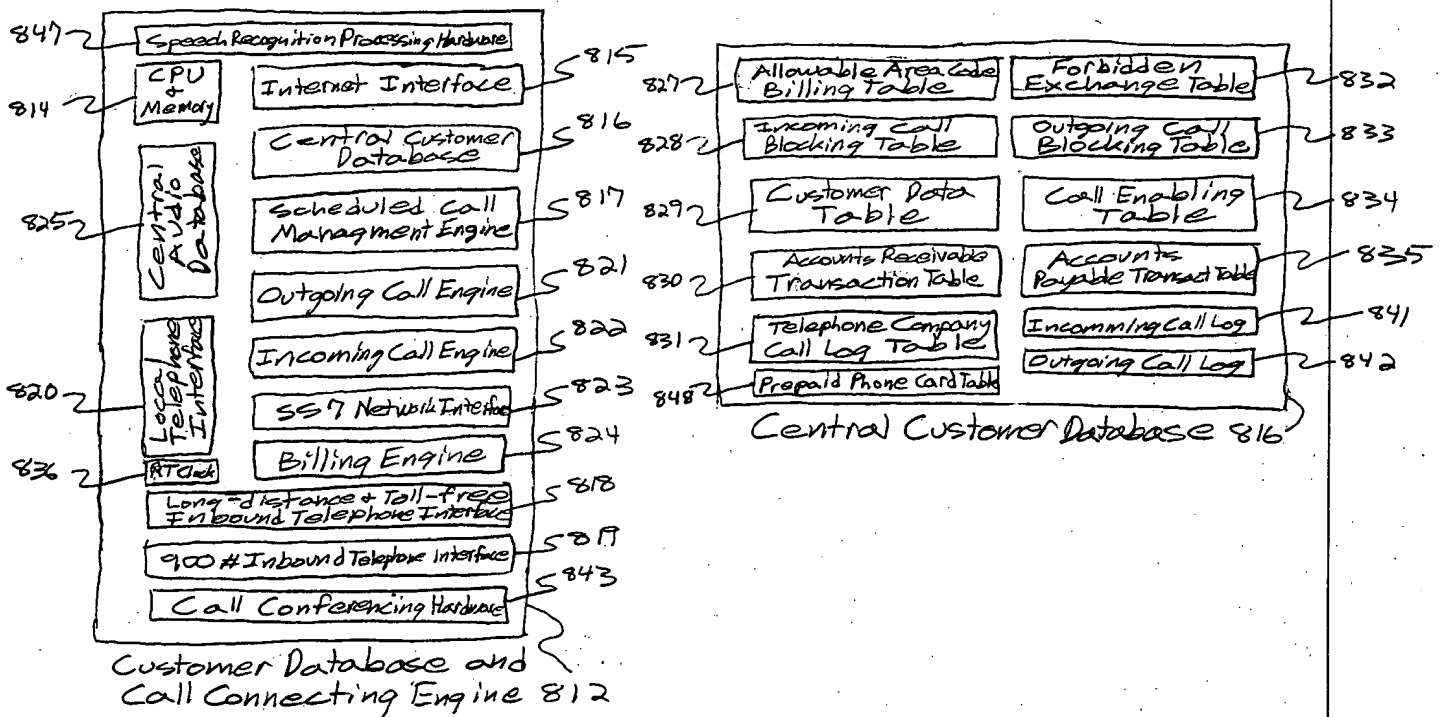 847
Speech Recognition Processing Hardware
814
CPU
&
Memory
Internet Interface
815
Central Customer
Database
816
825
Central
Audio
Database
Scheduled Call
Managment Engine
817
Outgoing Call Engine
821
820
Local
Telephone
Interface
Incoming Call Engine
822
SS7 Network Interface
823
Billing Engine
824
836
RT Clock
Long-distance & Toll-free
Inbound Telephone Interface
818
900 # Inbound Telephone Interface
819
Call Conferencing Hardware
843
Customer Database and
Call Connecting Engine 812
827
Allowable Area Code
Billing Table
Forbidden
Exchange Table
832
828
Incoming Call
Blocking Table
Outgoing Call
Blocking Table
833
829
Customer Data
Table
Call Enabling
Table
834
830
Accounts Receivable
Transaction Table
Accounts
Payable Transact Table
835
831
Telephone Company
Call Log Table
Incomming Call Log
841
Outgoing Call Log
842
848
Prepaid Phone Card Table
Central Customer Database 816